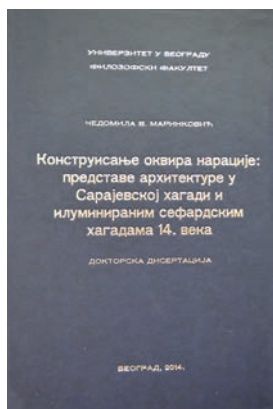 УНИВЕРЗИТЕТ У БЕОГРАДУ
ФИЛОЗОФСКИ ФАКУЛТЕТ
ЧЕДОМИЛА В. МАРИНКОВИЋ
Конструисање оквира нарације:
представе архитектуре у
Сарајевској хагади и
илуминираним сефардским
хагадама 14. века
ДОКТОРСКА ДИСЕРТАЦИЈА
БЕОГРАД, 2014.